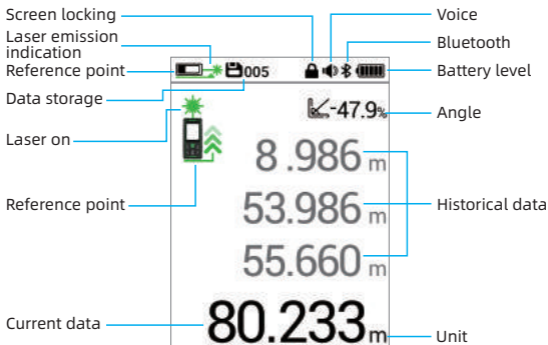 Screen locking
Voice
Laser emission
indication
Bluetooth
Reference point
005
Battery level
Data storage
-47.9%
Angle
Laser on
8.986 m
Reference point
53.986 m
Historical data
55.660 m
Current data
80.233m
Unit